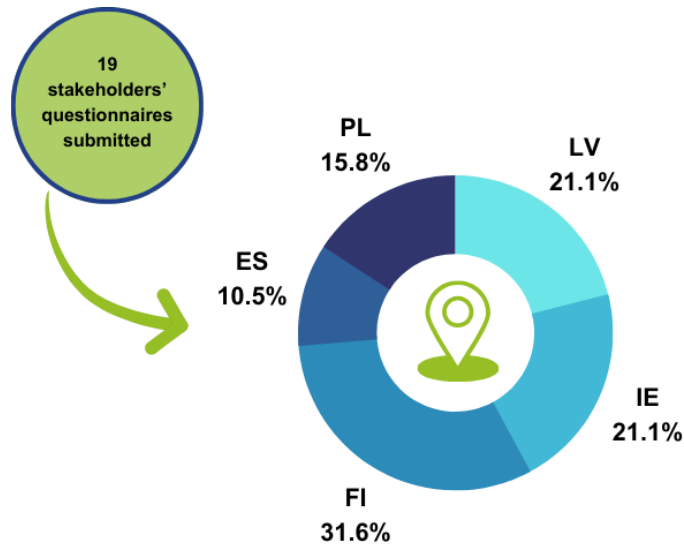 19
stakeholders’
questionnaires
submitted
PL
15.8%
LV
21.1%
ES
10.5%
IE
21.1%
FI
31.6%